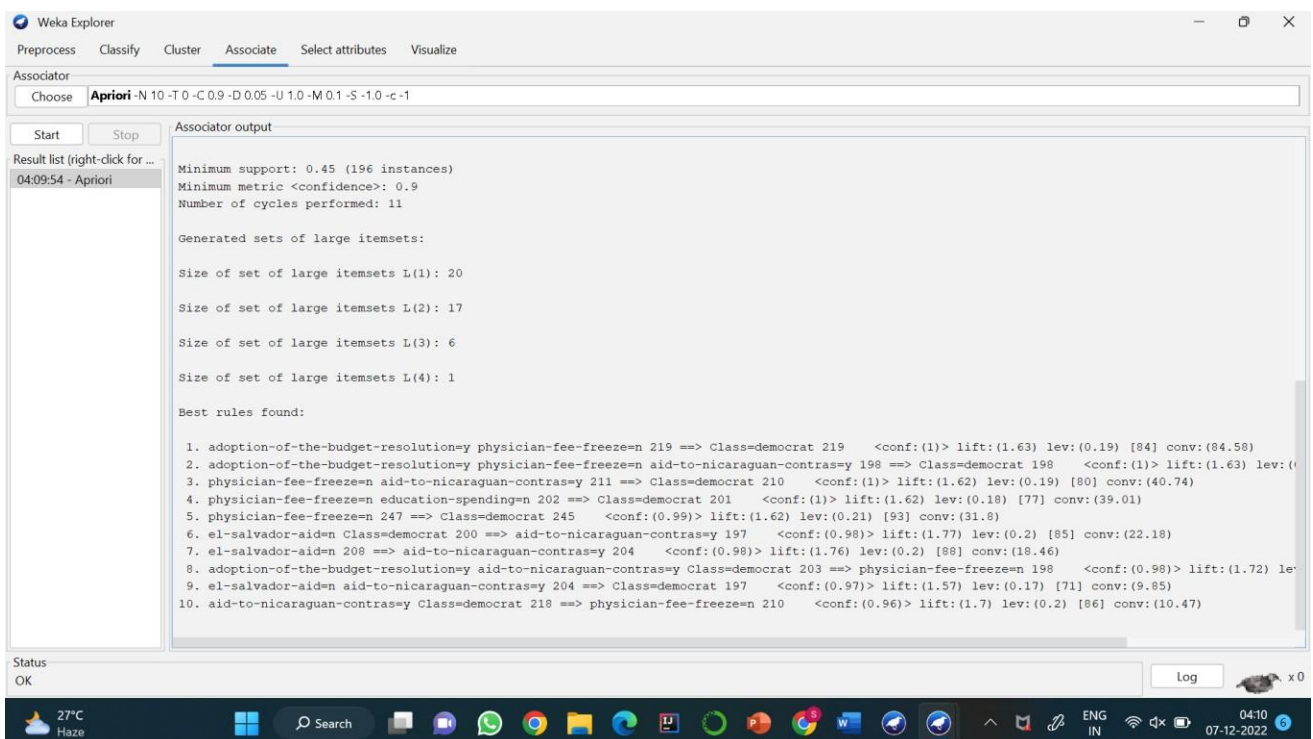 Weka Explorer
Preprocess Classify Cluster Associate Select attributes Visualize
Associator
Choose Apriori -N 10 -T 0 -C 0.9 -D 0.05 -U 1.0 -M 0.1 -S -1.0 -c -1
Start Stop
Result list (right-click for ...
04:09:54 - Apriori
Associator output
Minimum support: 0.45 (196 instances)
Minimum metric <confidence>: 0.9
Number of cycles performed: 11
Generated sets of large itemsets:
Size of set of large itemsets L(1): 20
Size of set of large itemsets L(2): 17
Size of set of large itemsets L(3): 6
Size of set of large itemsets L(4): 1
Best rules found:
1. adoption-of-the-budget-resolution=y physician-fee-freeze=n 219 ==> Class=democrat 219 <conf:(1)> lift:(1.63) lev:(0.19) [84] conv:(84.58)
2. adoption-of-the-budget-resolution=y physician-fee-freeze=n aid-to-nicaraguan-contras=y 198 ==> Class=democrat 198 <conf:(1)> lift:(1.63) lev:(
3. physician-fee-freeze=n aid-to-nicaraguan-contras=y 211 ==> Class=democrat 210 <conf:(1)> lift:(1.62) lev:(0.19) [80] conv:(40.74)
4. physician-fee-freeze=n education-spending=n 202 ==> Class=democrat 201 <conf:(1)> lift:(1.62) lev:(0.18) [77] conv:(39.01)
5. physician-fee-freeze=n 247 ==> Class=democrat 245 <conf:(0.99)> lift:(1.62) lev:(0.21) [93] conv:(31.8)
6. el-salvador-aid=n Class=democrat 200 ==> aid-to-nicaraguan-contras=y 197 <conf:(0.98)> lift:(1.77) lev:(0.2) [85] conv:(22.18)
7. el-salvador-aid=n 208 ==> aid-to-nicaraguan-contras=y 204 <conf:(0.98)> lift:(1.76) lev:(0.2) [88] conv:(18.46)
8. adoption-of-the-budget-resolution=y aid-to-nicaraguan-contras=y Class=democrat 203 ==> physician-fee-freeze=n 198 <conf:(0.98)> lift:(1.72) le
9. el-salvador-aid=n aid-to-nicaraguan-contras=y 204 ==> Class=democrat 197 <conf:(0.97)> lift:(1.57) lev:(0.17) [71] conv:(9.85)
10. aid-to-nicaraguan-contras=y Class=democrat 218 ==> physician-fee-freeze=n 210 <conf:(0.96)> lift:(1.7) lev:(0.2) [86] conv:(10.47)
Status
OK
Log
x 0
27°C
Haze
Search
ENG
IN
04:10
07-12-2022
6